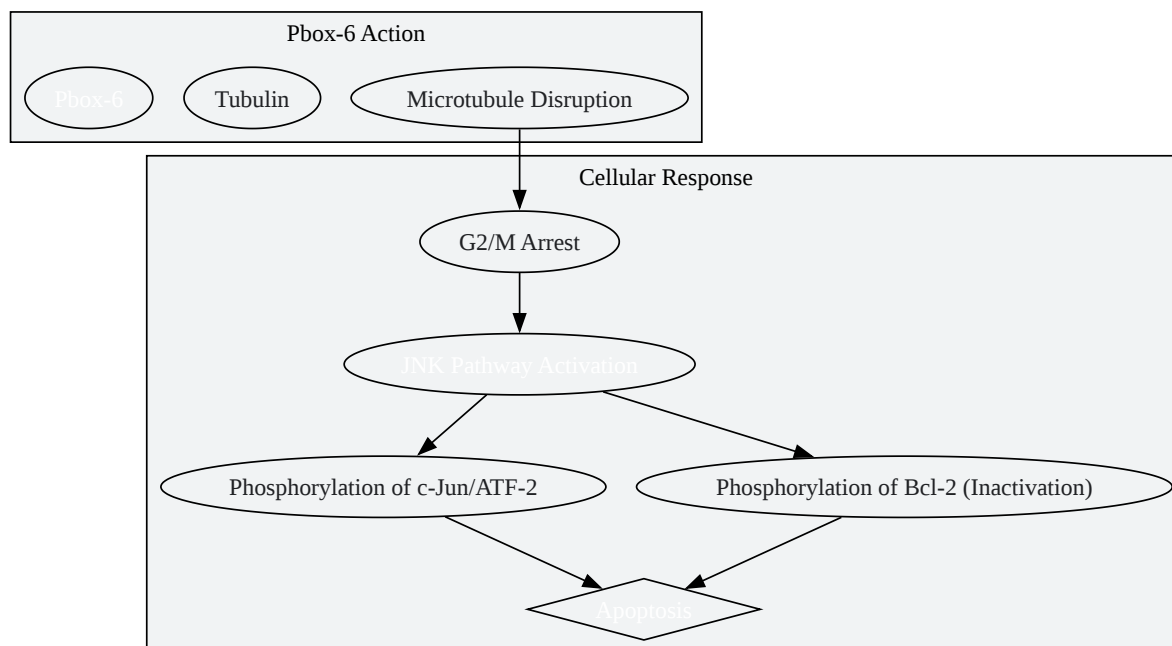 Pbox-6 Action
Pbox-6
Tubulin
Microtubule Disruption
Cellular Response
G2/M Arrest
JNK Pathway Activation
Phosphorylation of c-Jun/ATF-2
Phosphorylation of Bcl-2 (Inactivation)
Apoptosis